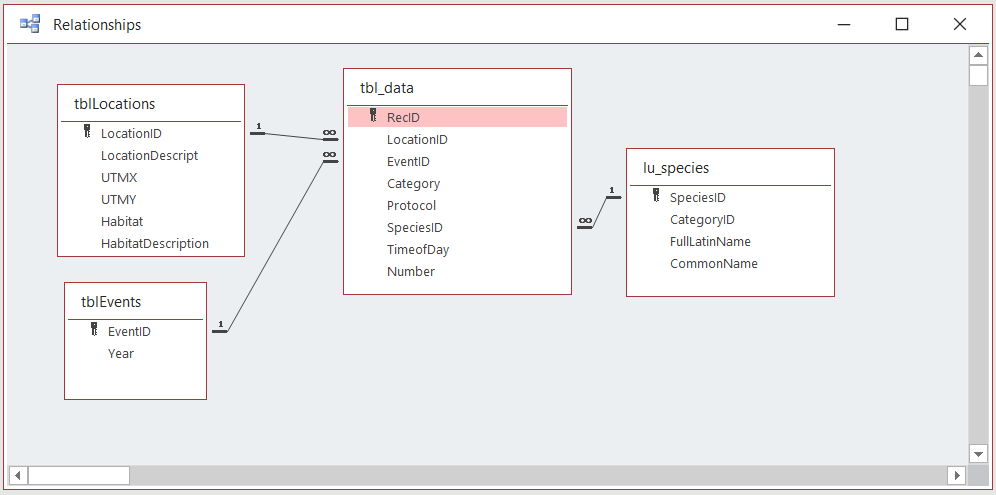 Relationships
tblLocations
LocationID
LocationDescript
UTMX
UTMY
Habitat
HabitatDescription
1
∞
tblEvents
EventID
Year
1
∞
tbl_data
RecID
LocationID
EventID
Category
Protocol
SpeciesID
TimeofDay
Number
∞
1
lu_species
SpeciesID
CategoryID
FullLatinName
CommonName